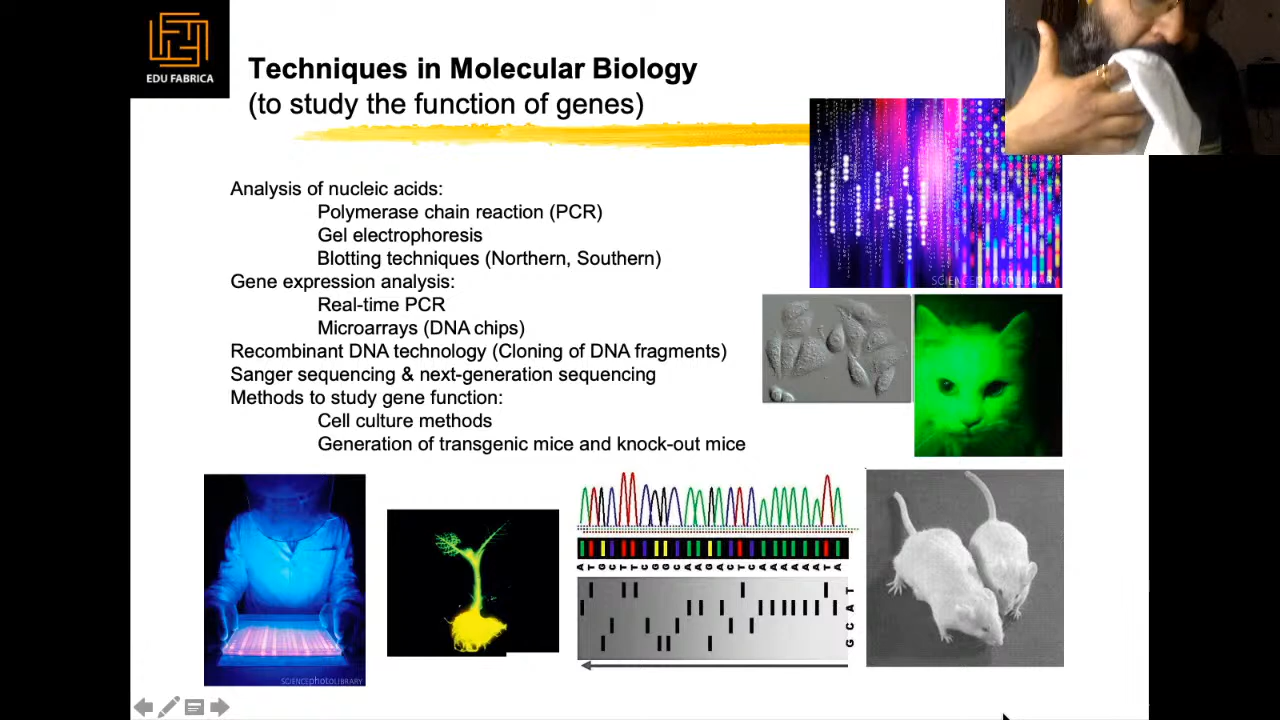 EDU FABRICA
Techniques in Molecular Biology
(to study the function of genes)
Analysis of nucleic acids:
Polymerase chain reaction (PCR)
Gel electrophoresis
Blotting techniques (Northern, Southern)
Gene expression analysis:
Real-time PCR
Microarrays (DNA chips)
Recombinant DNA technology (Cloning of DNA fragments)
Sanger sequencing & next-generation sequencing
Methods to study gene function:
Cell culture methods
Generation of transgenic mice and knock-out mice
SCIENCEPHOTOLIBRARY
A T G C T T C G G C A A G A C T C A A A A A A T A
T
A
C
G
SCIENCEphotoLIBRARY